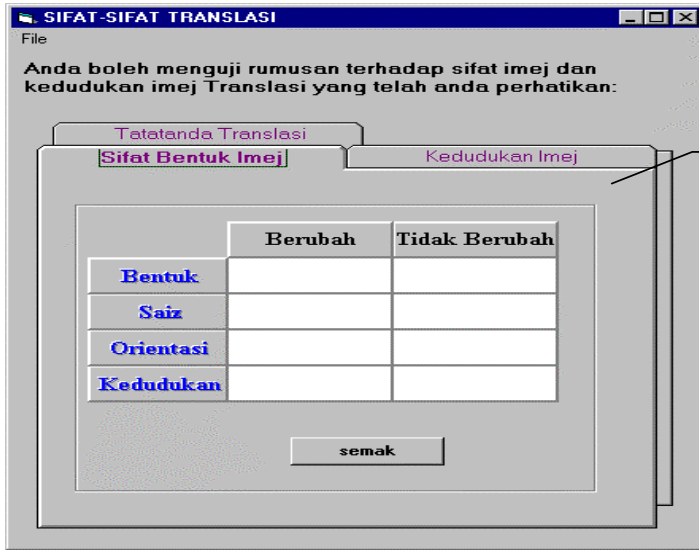 SIFAT-SIFAT TRANSLASI
File
Anda boleh menguji rumusan terhadap sifat imej dan
kedudukan imej Translasi yang telah anda perhatikan:
Tatatanda Translasi
Sifat Bentuk Imej Kedudukan Imej
Berubah Tidak Berubah
Bentuk
Saiz
Orientasi
Kedudukan
semak